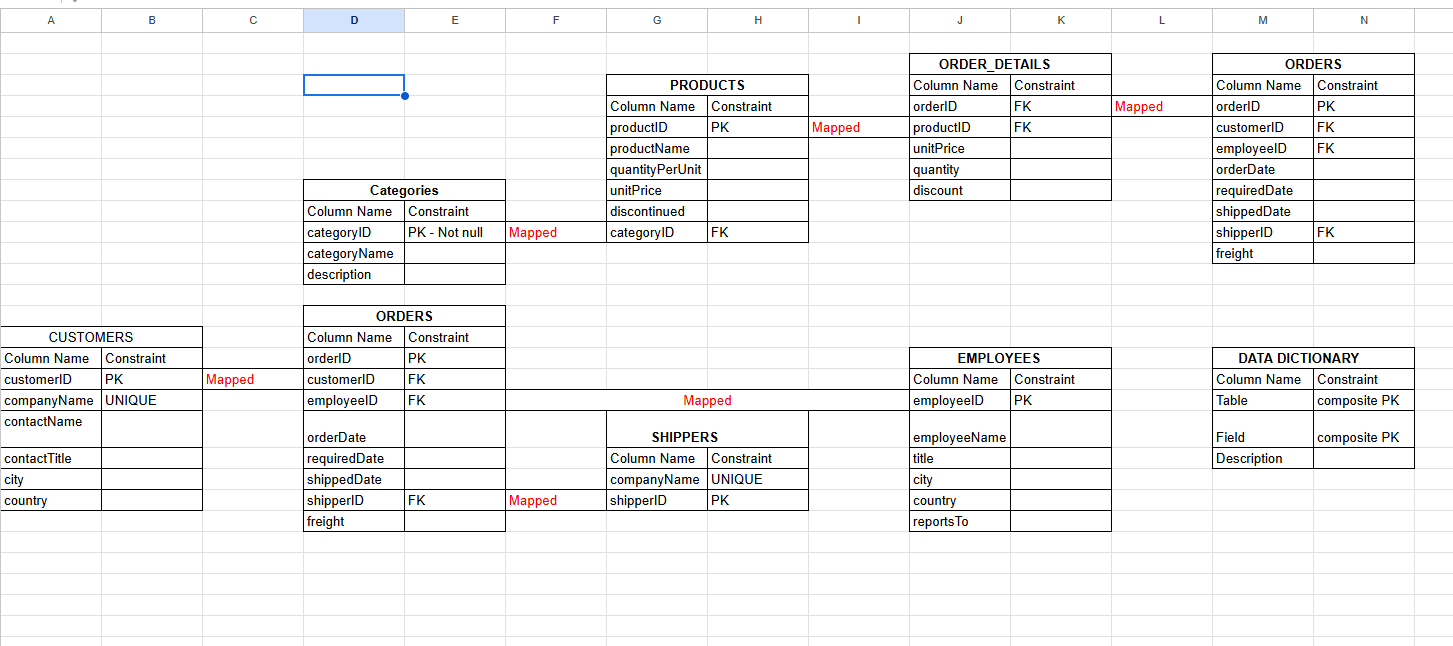 A B C D E F G H I J K L M N
ORDER_DETAILS ORDERS
PRODUCTS Column Name Constraint Column Name Constraint
Column Name Constraint orderID FK Mapped orderID PK
productID PK Mapped productID FK customerID FK
productName unitPrice employeeID FK
quantityPerUnit quantity orderDate
Categories unitPrice discount requiredDate
Column Name Constraint discontinued shippedDate
categoryID PK - Not null Mapped categoryID FK shipperID FK
categoryName freight
description
ORDERS
CUSTOMERS Column Name Constraint
Column Name Constraint orderID PK EMPLOYEES DATA DICTIONARY
customerID PK Mapped customerID FK Column Name Constraint Column Name Constraint
companyName UNIQUE employeeID FK Mapped employeeID PK Table composite PK
contactName orderDate SHIPPERS employeeName Field composite PK
contactTitle requiredDate Column Name Constraint title Description
city shippedDate companyName UNIQUE city
country shipperID FK Mapped shipperID PK country
freight reportsTo